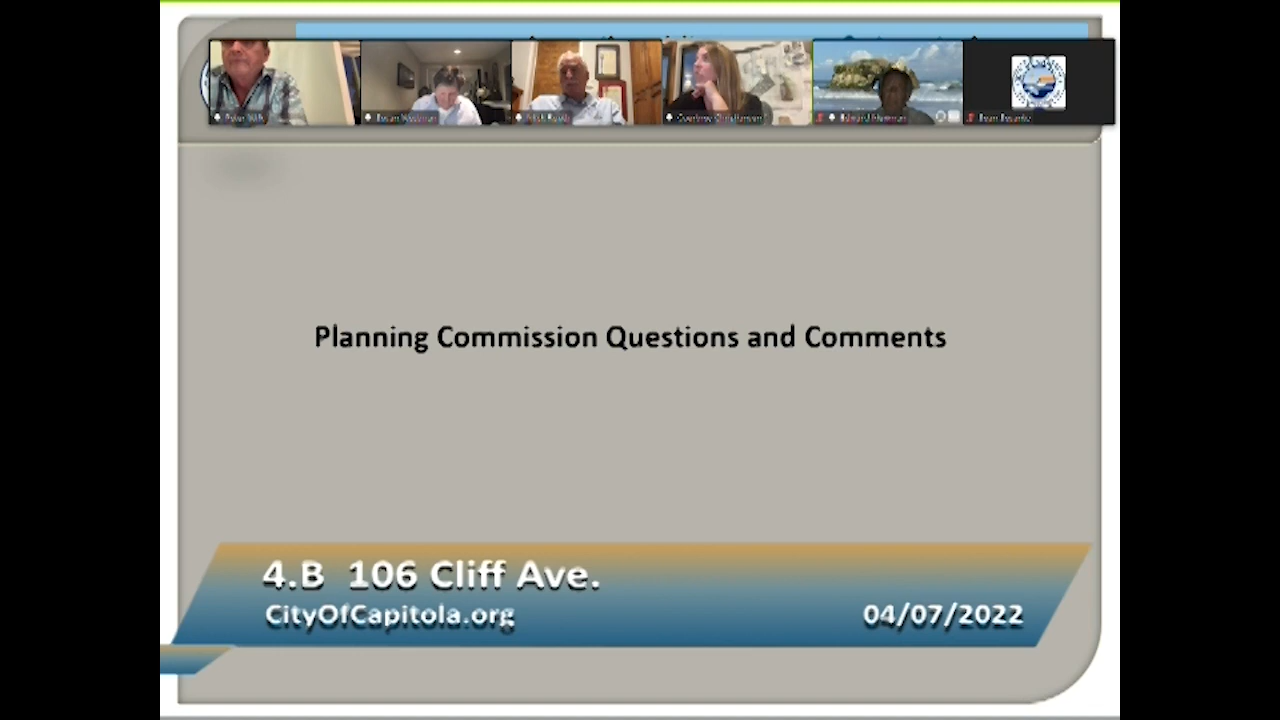 Planning Commission Questions and Comments
4.B 106 Cliff Ave.
CityOfCapitola.org
04/07/2022